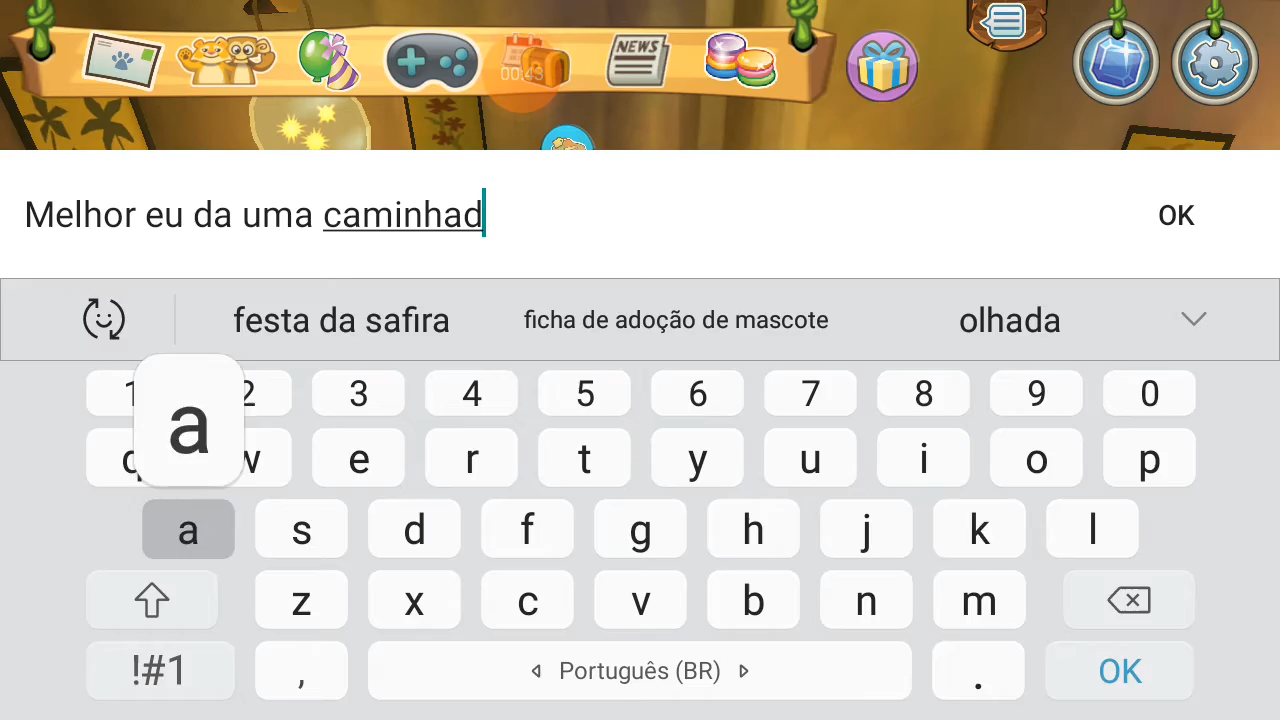 NEWS
00:43
Melhor eu da uma caminhad
OK
festa da safira ficha de adoção de mascote olhada
1 2 3 4 5 6 7 8 9 0
a
q w e r t y u i o p
a s d f g h j k l
z x c v b n m
!#1 , Português (BR) . OK